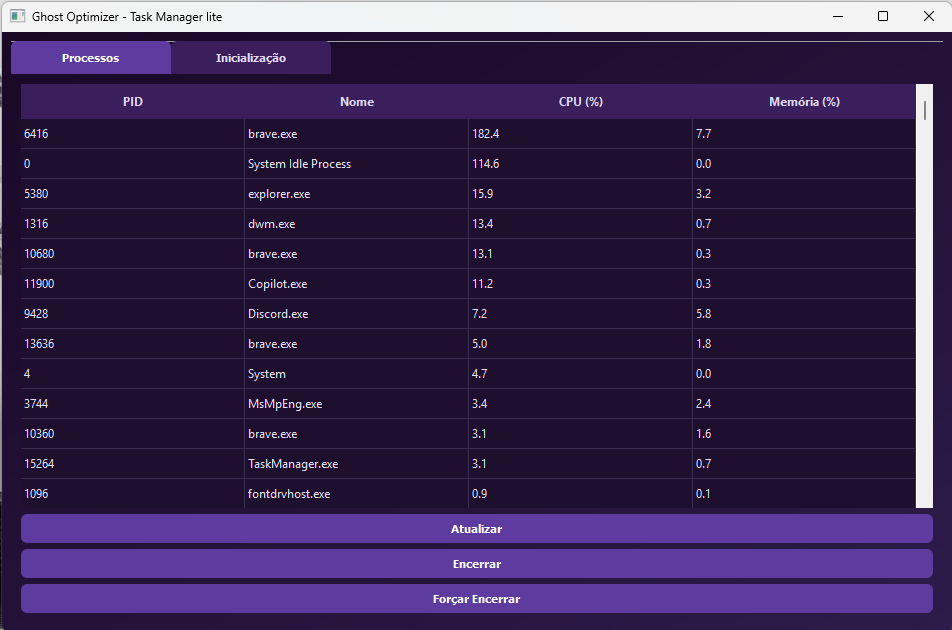 Ghost Optimizer - Task Manager lite
Processos Inicialização
PID Nome CPU (%) Memória (%)
6416 brave.exe 182.4 7.7
0 System Idle Process 114.6 0.0
5380 explorer.exe 15.9 3.2
1316 dwm.exe 13.4 0.7
10680 brave.exe 13.1 0.3
11900 Copilot.exe 11.2 0.3
9428 Discord.exe 7.2 5.8
13636 brave.exe 5.0 1.8
4 System 4.7 0.0
3744 MsMpEng.exe 3.4 2.4
10360 brave.exe 3.1 1.6
15264 TaskManager.exe 3.1 0.7
1096 fontdrvhost.exe 0.9 0.1
Atualizar
Encerrar
Forçar Encerrar